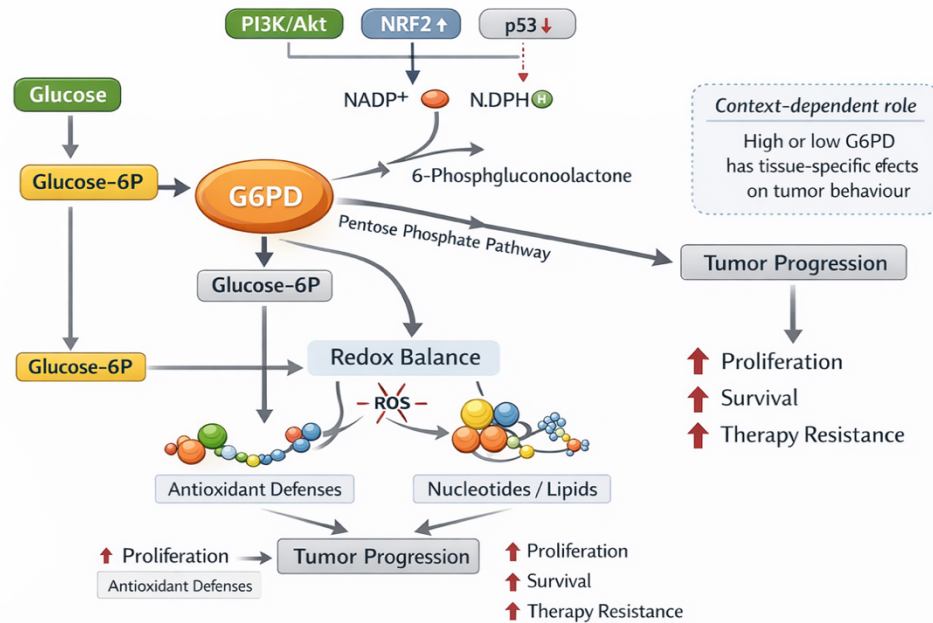 PI3K/Akt
NRF2 ↑
p53 ↓
Glucose
NADP+
N.DPH H
Context-dependent role
High or low G6PD
has tissue-specific efects
on tumor behaviour
Glucose-6P
G6PD
6-Phosphgluconoolactone
Pentose Phosphate Pathway
Tumor Progression
Glucose-6P
Glucose-6P
Redox Balance
ROS
Proliferation
Survival
Therapy Resistance
Antioxidant Defenses
Nucleotides / Lipids
Proliferation
Antioxidant Defenses
Tumor Progression
Proliferation
Survival
Therapy Resistance